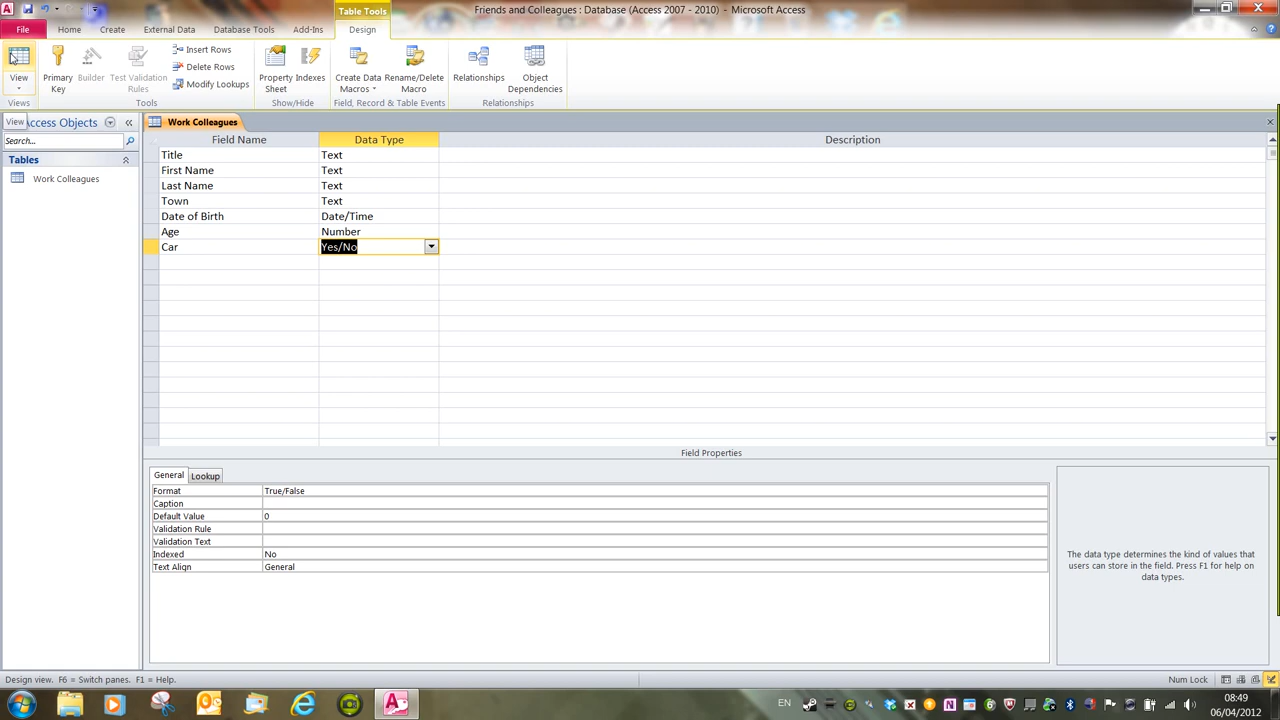 Table Tools
Friends and Colleagues : Database (Access 2007 - 2010) - Microsoft Access
File Home Create External Data Database Tools Add-Ins Design
View
Primary Key
Builder
Test Validation Rules
Insert Rows
Delete Rows
Modify Lookups
Property Sheet
Indexes
Create Data Macros
Rename/Delete Macro
Relationships
Object Dependencies
Views Tools Show/Hide Field, Record & Table Events Relationships
View
Access Objects
Search...
Tables
Work Colleagues
Work Colleagues
Field Name Data Type Description
Title Text
First Name Text
Last Name Text
Town Text
Date of Birth Date/Time
Age Number
Car Yes/No
Field Properties
General Lookup
Format True/False
Caption
Default Value 0
Validation Rule
Validation Text
Indexed No
Text Align General
The data type determines the kind of values that
users can store in the field. Press F1 for help on
data types.
Design view. F6 = Switch panes. F1 = Help.
Num Lock
EN
08:49
06/04/2012